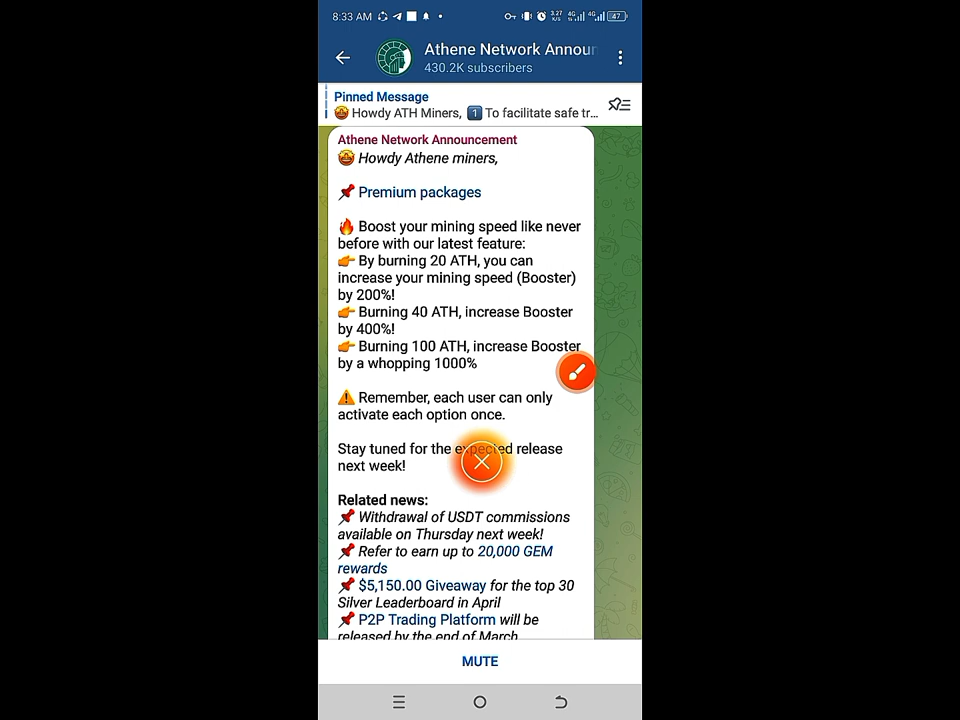 8:33 AM
3.27 K/S 4G 4G 47
Athene Network Announ
430.2K subscribers
Pinned Message
🤩 Howdy ATH Miners, 1️⃣ To facilitate safe tr...
Athene Network Announcement
🤩 Howdy Athene miners,
📌 Premium packages
🔥 Boost your mining speed like never
before with our latest feature:
👉 By burning 20 ATH, you can
increase your mining speed (Booster)
by 200%!
👉 Burning 40 ATH, increase Booster
by 400%!
👉 Burning 100 ATH, increase Booster
by a whopping 1000%
⚠️ Remember, each user can only
activate each option once.
Stay tuned for the expected release
next week!
Related news:
📌 Withdrawal of USDT commissions
available on Thursday next week!
📌 Refer to earn up to 20,000 GEM
rewards
📌 $5,150.00 Giveaway for the top 30
Silver Leaderboard in April
📌 P2P Trading Platform will be
released by the end of March
MUTE